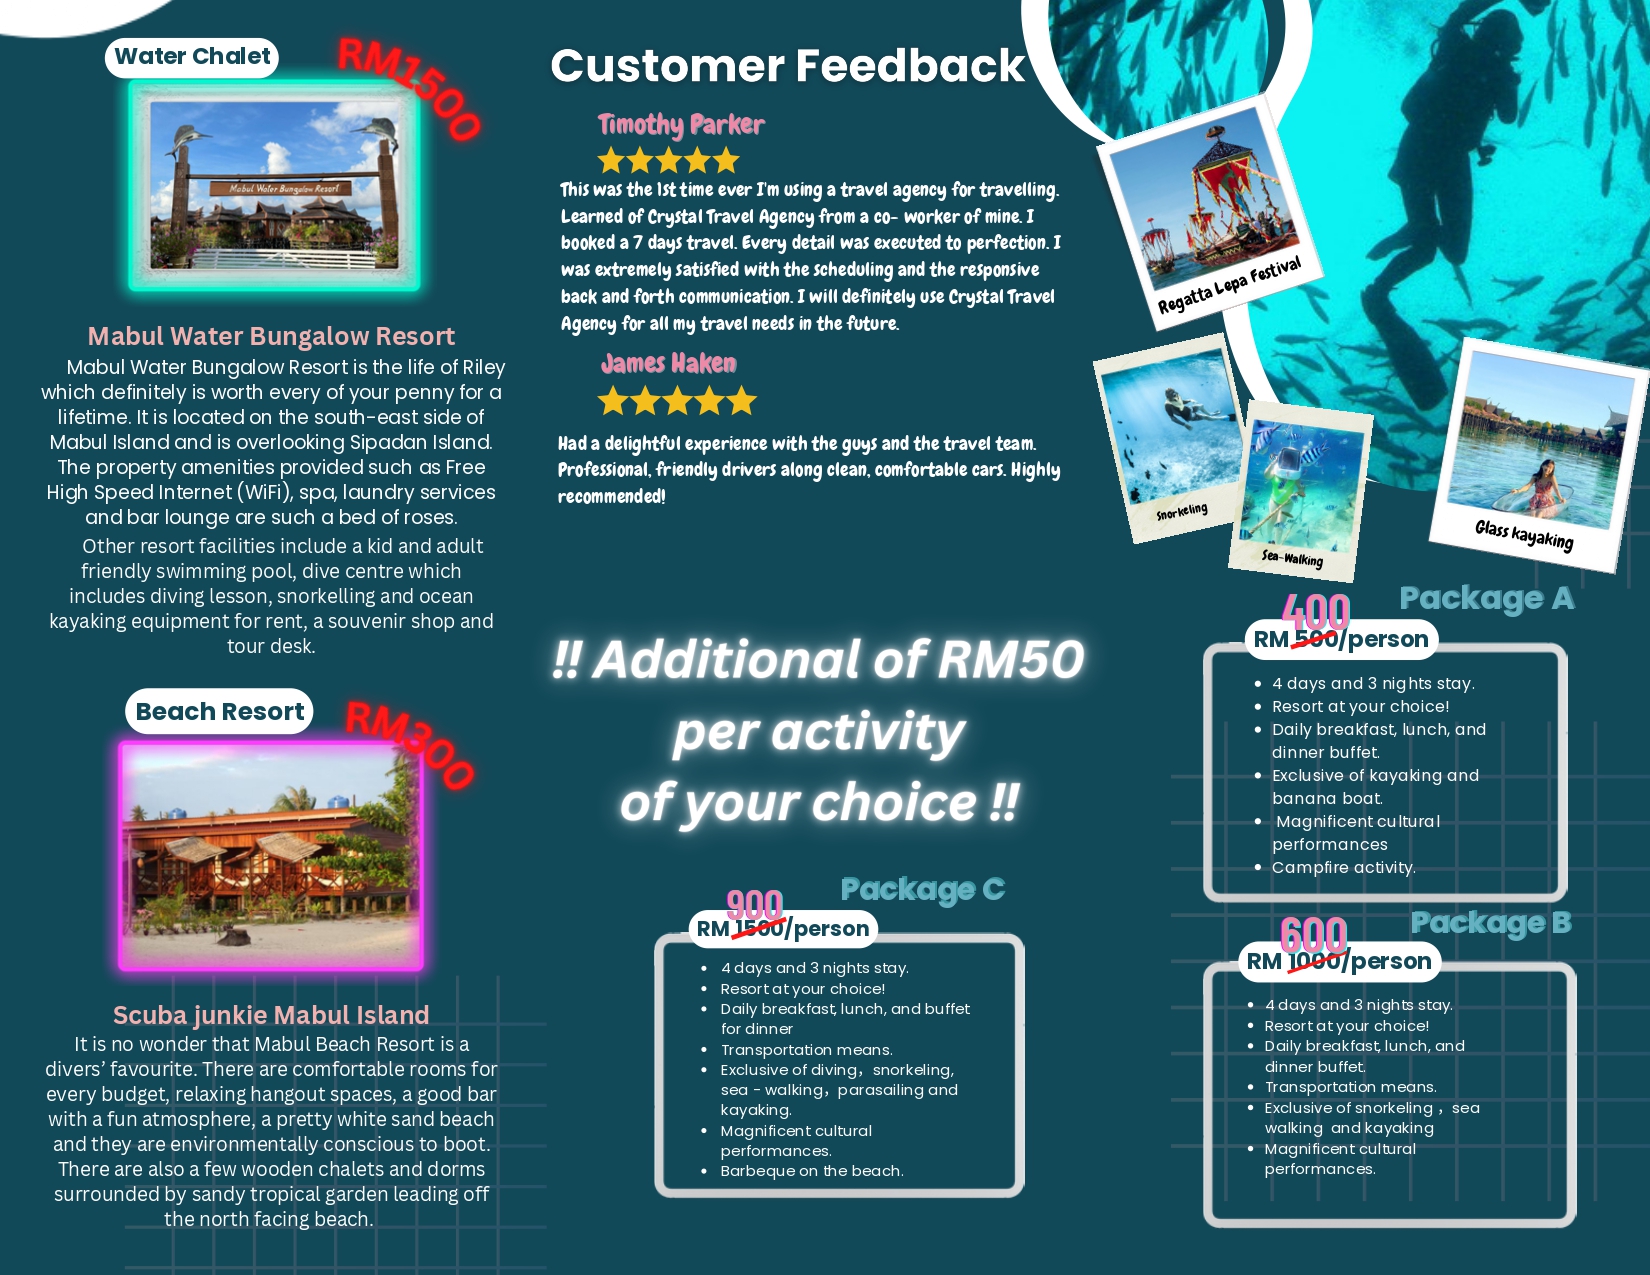 Water Chalet
RM1500
Mabul Water Bungalow Resort
Mabul Water Bungalow Resort
Mabul Water Bungalow Resort is the life of Riley
which definitely is worth every of your penny for a
lifetime. It is located on the south-east side of
Mabul Island and is overlooking Sipadan Island.
The property amenities provided such as Free
High Speed Internet (WiFi), spa, laundry services
and bar lounge are such a bed of roses.
Other resort facilities include a kid and adult
friendly swimming pool, dive centre which
includes diving lesson, snorkelling and ocean
kayaking equipment for rent, a souvenir shop and
tour desk.
Beach Resort
RM300
Scuba junkie Mabul Island
It is no wonder that Mabul Beach Resort is a
divers’ favourite. There are comfortable rooms for
every budget, relaxing hangout spaces, a good bar
with a fun atmosphere, a pretty white sand beach
and they are environmentally conscious to boot.
There are also a few wooden chalets and dorms
surrounded by sandy tropical garden leading off
the north facing beach.
Customer Feedback
Timothy Parker
This was the 1st time ever I'm using a travel agency for travelling.
Learned of Crystal Travel Agency from a co- worker of mine. I
booked a 7 days travel. Every detail was executed to perfection. I
was extremely satisfied with the scheduling and the responsive
back and forth communication. I will definitely use Crystal Travel
Agency for all my travel needs in the future.
James Haken
Had a delightful experience with the guys and the travel team.
Professional, friendly drivers along clean, comfortable cars. Highly
recommended!
!! Additional of RM50
per activity
of your choice !!
Package C
900
RM 1500/person
• 4 days and 3 nights stay.
• Resort at your choice!
• Daily breakfast, lunch, and buffet
for dinner
• Transportation means.
• Exclusive of diving，snorkeling,
sea - walking，parasailing and
kayaking.
• Magnificent cultural
performances.
• Barbeque on the beach.
Regatta Lepa Festival
Snorkeling
Sea-Walking
Glass kayaking
Package A
400
RM 500/person
• 4 days and 3 nights stay.
• Resort at your choice!
• Daily breakfast, lunch, and
dinner buffet.
• Exclusive of kayaking and
banana boat.
• Magnificent cultural
performances
• Campfire activity.
Package B
600
RM 1000/person
• 4 days and 3 nights stay.
• Resort at your choice!
• Daily breakfast, lunch, and
dinner buffet.
• Transportation means.
• Exclusive of snorkeling，sea
walking and kayaking
• Magnificent cultural
performances.